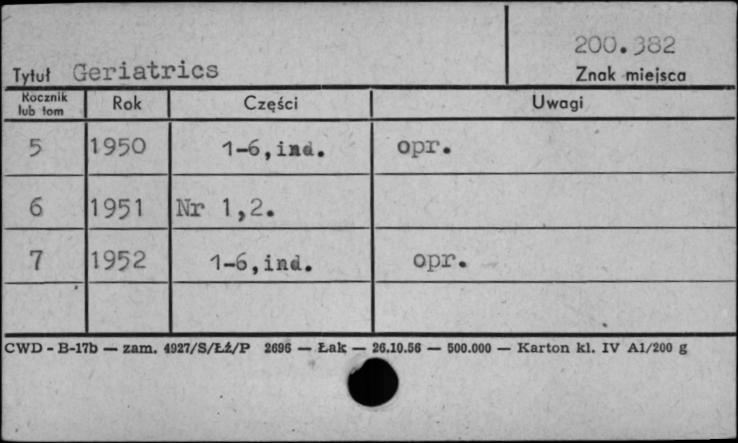 200.382
Tytuł Geriatrics
Znak miejsca
Rocznik lub tom Rok Części Uwagi
5 1950 1-6, ind. opr.
6 1951 Nr 1,2.
7 1952 1-6, ind. opr.
CWD - B-17b — zam. 4927/S/ŁŻ/P 2696 — Łak — 26.10.56 — 500.000 — Karton kl. IV A1/200 g